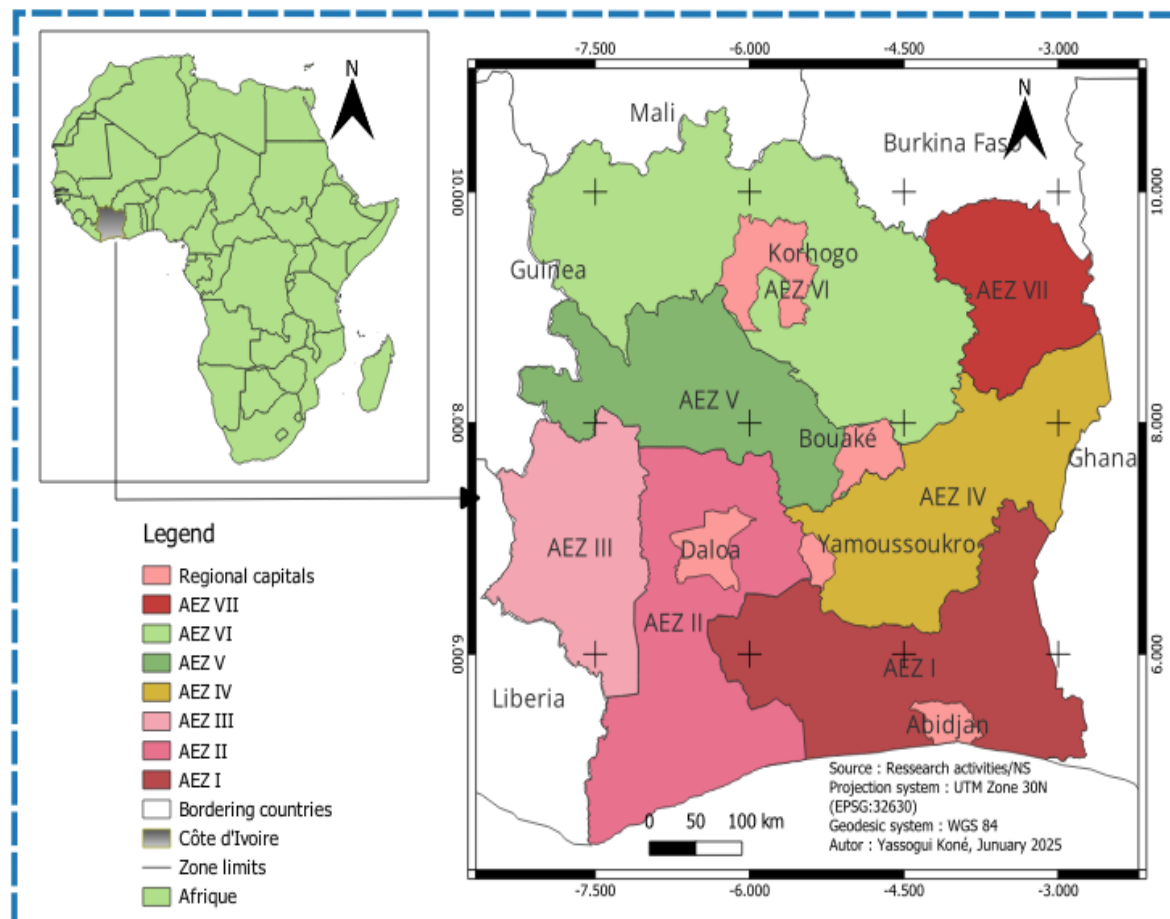 N
Legend
Regional capitals
AEZ VII
AEZ VI
AEZ V
AEZ IV
AEZ III
AEZ II
AEZ I
Bordering countries
Côte d'Ivoire
Zone limits
Afrique
-7.500 -6.000 -4.500 -3.000
N
Mali
Burkina Faso
10.000
10.000
Korhogo
Guinea
AEZ VI
AEZ VII
AEZ V
8.000
8.000
Bouaké
Ghana
AEZ IV
AEZ III
Daloa
Yamoussokro
AEZ II
6.000
6.000
AEZ I
Liberia
Abidjan
Source : Ressearch activities/NS
Projection system : UTM Zone 30N
(EPSG:32630)
Geodesic system : WGS 84
Autor : Yassogui Koné, Junuary 2025
0 50 100 km
-7.500 -6.000 -4.500 -3.000